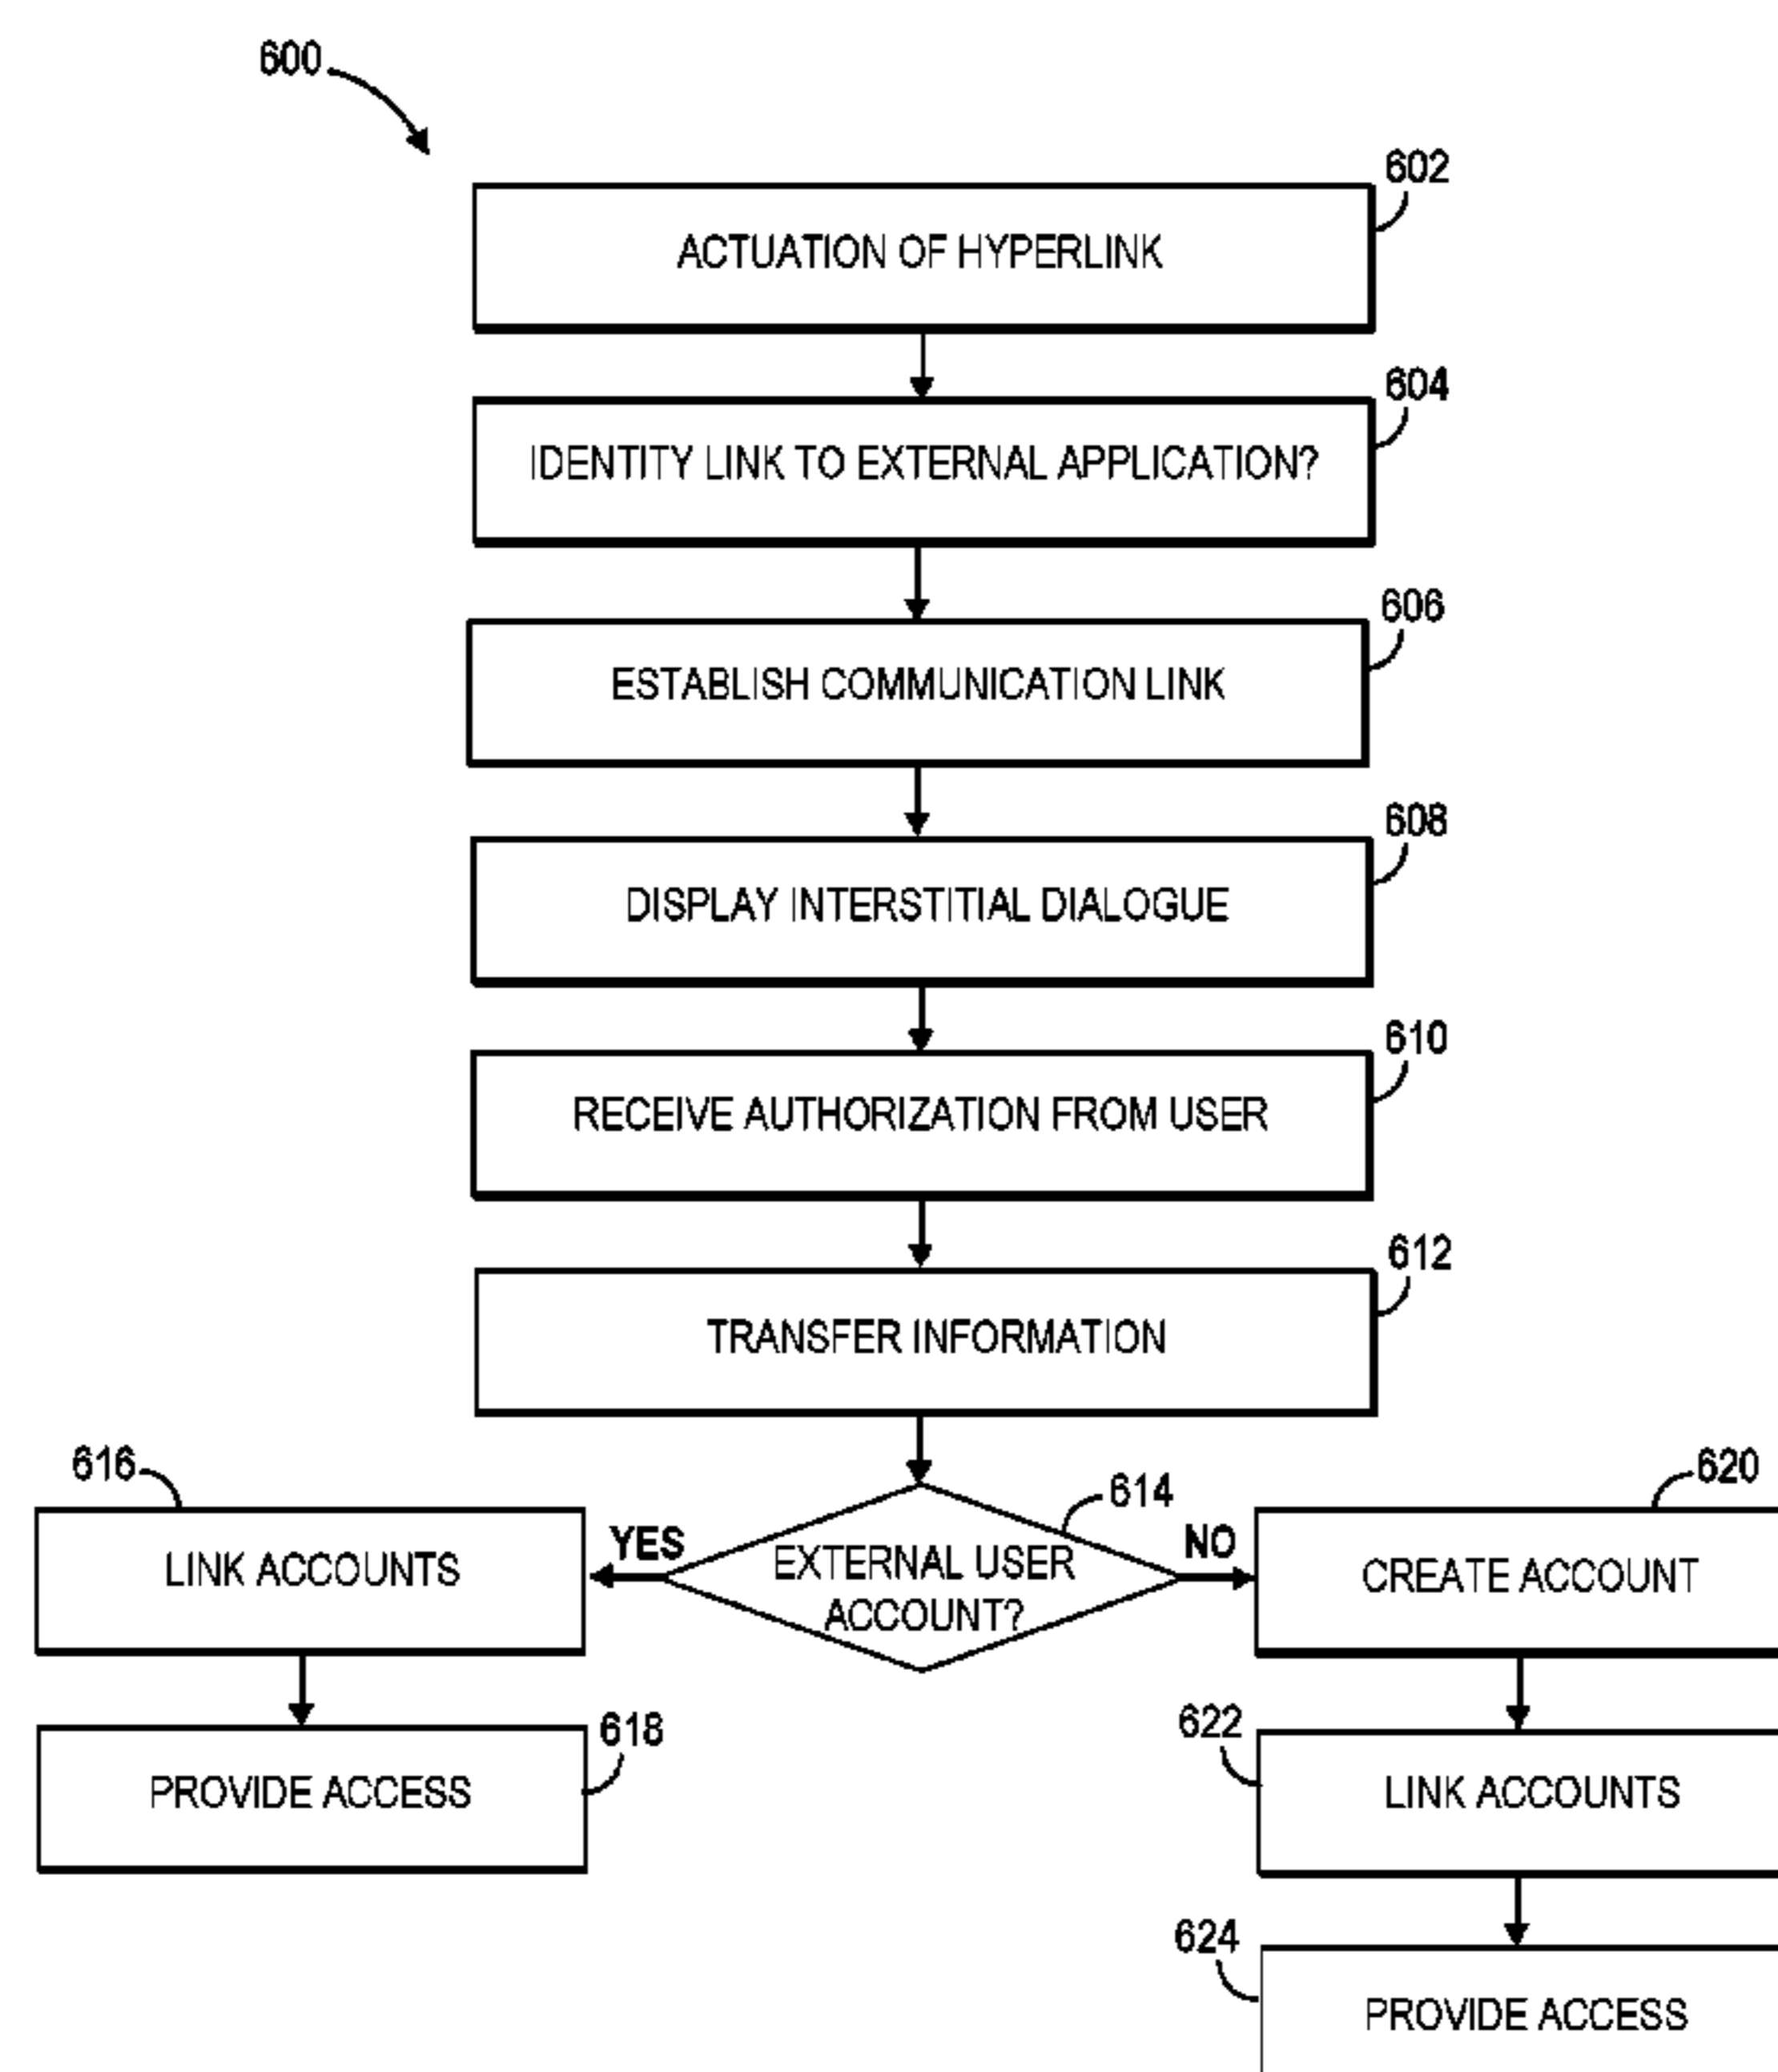 600
602
ACTUATION OF HYPERLINK
604
IDENTITY LINK TO EXTERNAL APPLICATION?
606
ESTABLISH COMMUNICATION LINK
608
DISPLAY INTERSTITIAL DIALOGUE
610
RECEIVE AUTHORIZATION FROM USER
612
TRANSFER INFORMATION
614
EXTERNAL USER
ACCOUNT?
YES
616
LINK ACCOUNTS
618
PROVIDE ACCESS
NO
620
CREATE ACCOUNT
622
LINK ACCOUNTS
624
PROVIDE ACCESS